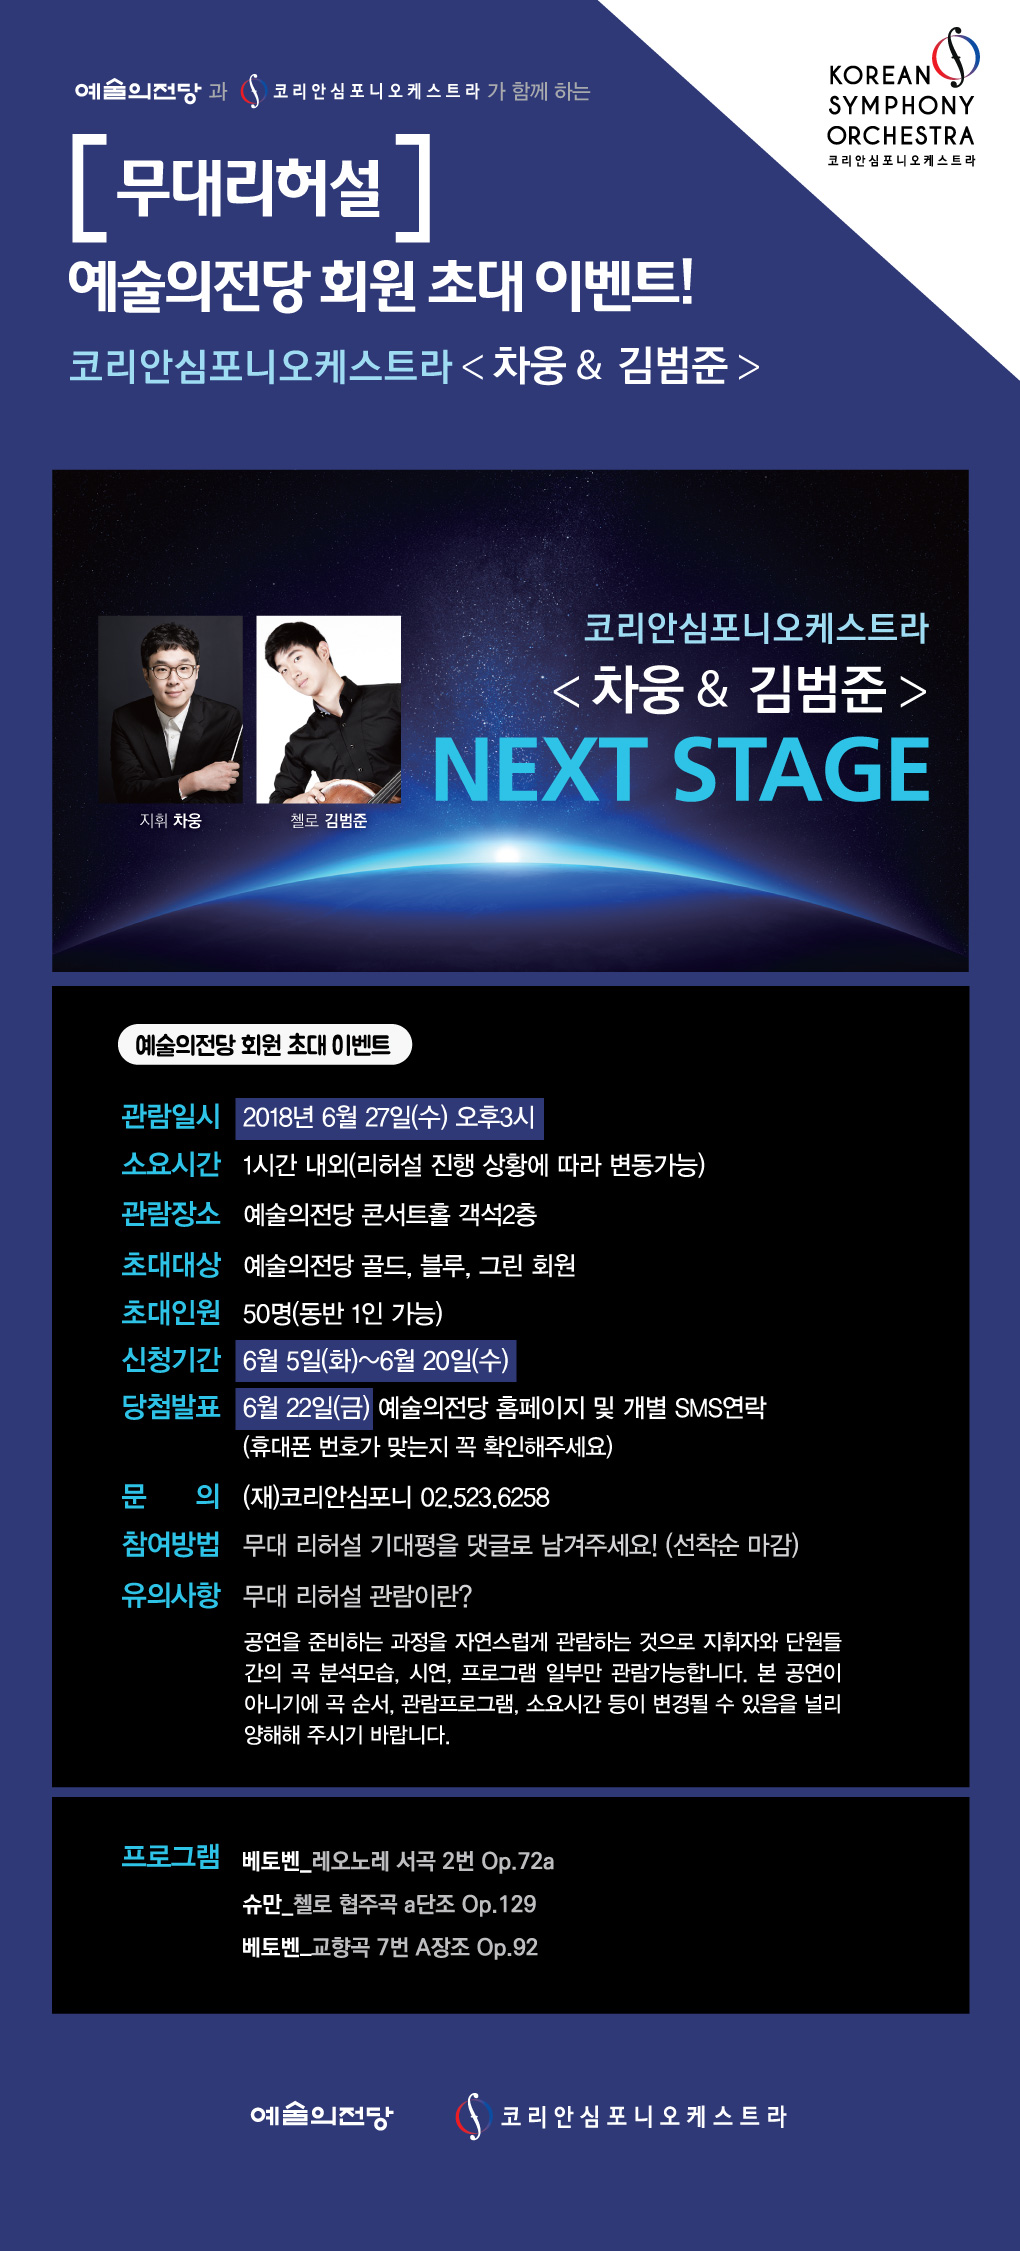 예술의전당 과 코리안심포니오케스트라 가 함께 하는
KOREAN
SYMPHONY
ORCHESTRA
코리안심포니오케스트라
[무대리허설]
예술의전당 회원 초대 이벤트!
코리안심포니오케스트라 < 차웅 & 김범준 >
코리안심포니오케스트라
< 차웅 & 김범준 >
NEXT STAGE
지휘 차웅
첼로 김범준
예술의전당 회원 초대 이벤트
관람일시 2018년 6월 27일(수) 오후3시
소요시간 1시간 내외(리허설 진행 상황에 따라 변동가능)
관람장소 예술의전당 콘서트홀 객석2층
초대대상 예술의전당 골드, 블루, 그린 회원
초대인원 50명(동반 1인 가능)
신청기간 6월 5일(화)~6월 20일(수)
당첨발표 6월 22일(금) 예술의전당 홈페이지 및 개별 SMS연락
(휴대폰 번호가 맞는지 꼭 확인해주세요)
문 의 (재)코리안심포니 02.523.6258
참여방법 무대 리허설 기대평을 댓글로 남겨주세요! (선착순 마감)
유의사항 무대 리허설 관람이란?
공연을 준비하는 과정을 자연스럽게 관람하는 것으로 지휘자와 단원들
간의 곡 분석모습, 시연, 프로그램 일부만 관람가능합니다. 본 공연이
아니기에 곡 순서, 관람프로그램, 소요시간 등이 변경될 수 있음을 널리
양해해 주시기 바랍니다.
프로그램 베토벤_레오노레 서곡 2번 Op.72a
슈만_첼로 협주곡 a단조 Op.129
베토벤_교향곡 7번 A장조 Op.92
예술의전당 코리안심포니오케스트라